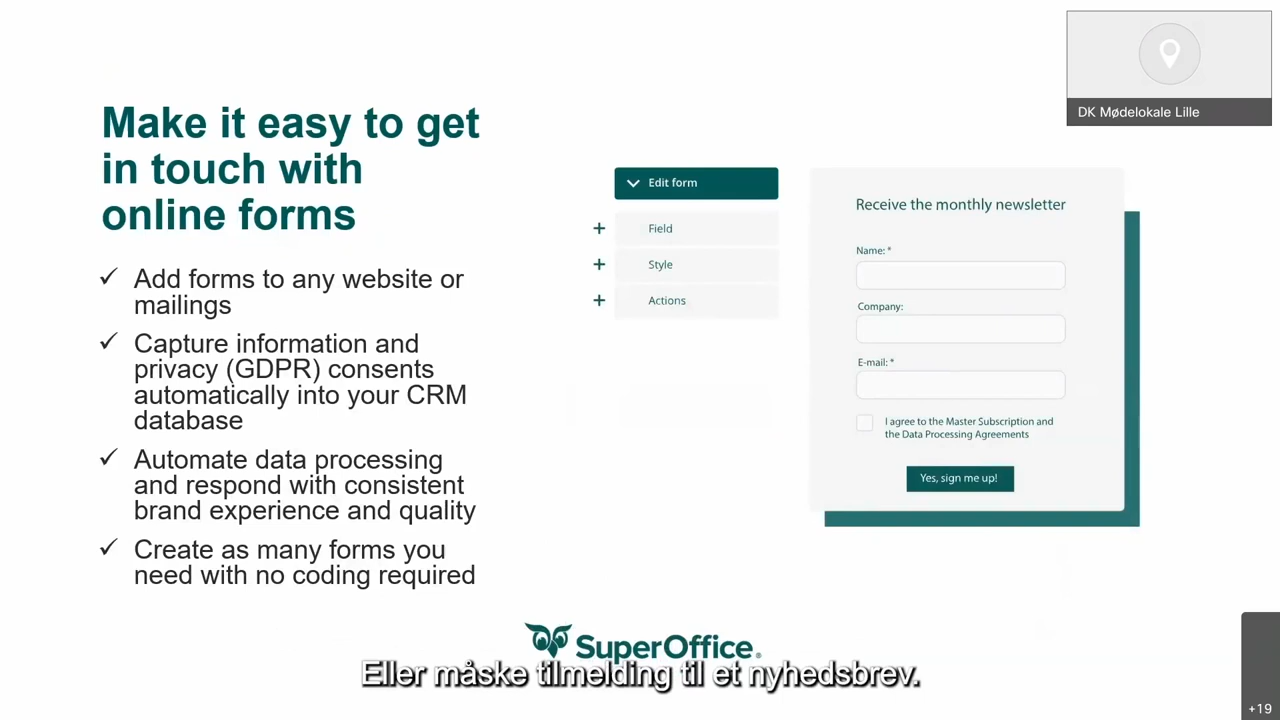 DK Mødelokale Lille
Make it easy to get
in touch with
online forms
✓ Add forms to any website or
mailings
✓ Capture information and
privacy (GDPR) consents
automatically into your CRM
database
✓ Automate data processing
and respond with consistent
brand experience and quality
✓ Create as many forms you
need with no coding required
Edit form
+ Field
+ Style
+ Actions
Receive the monthly newsletter
Name: *
Company:
E-mail: *
I agree to the Master Subscription and
the Data Processing Agreements
Yes, sign me up!
SuperOffice®
Eller måske tilmelding til et nyhedsbrev.
+19